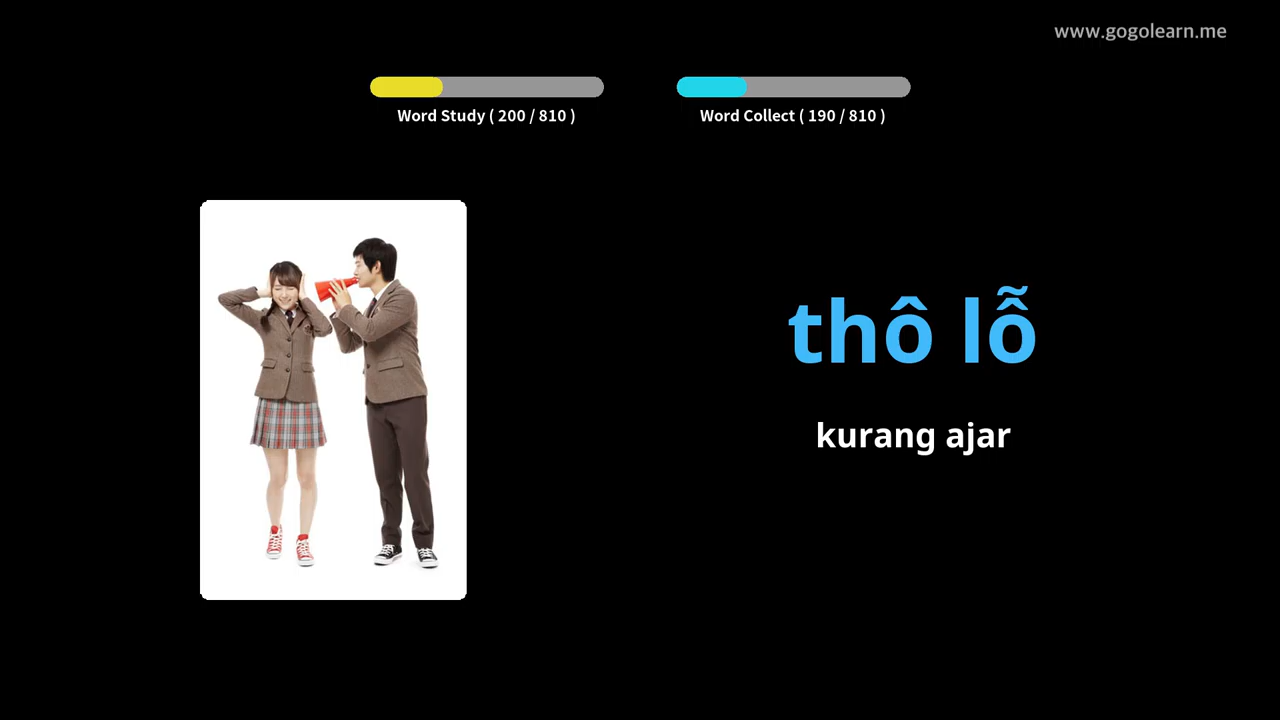 www.gogolearn.me
Word Study ( 200 / 810 )
Word Collect ( 190 / 810 )
thô lỗ
kurang ajar